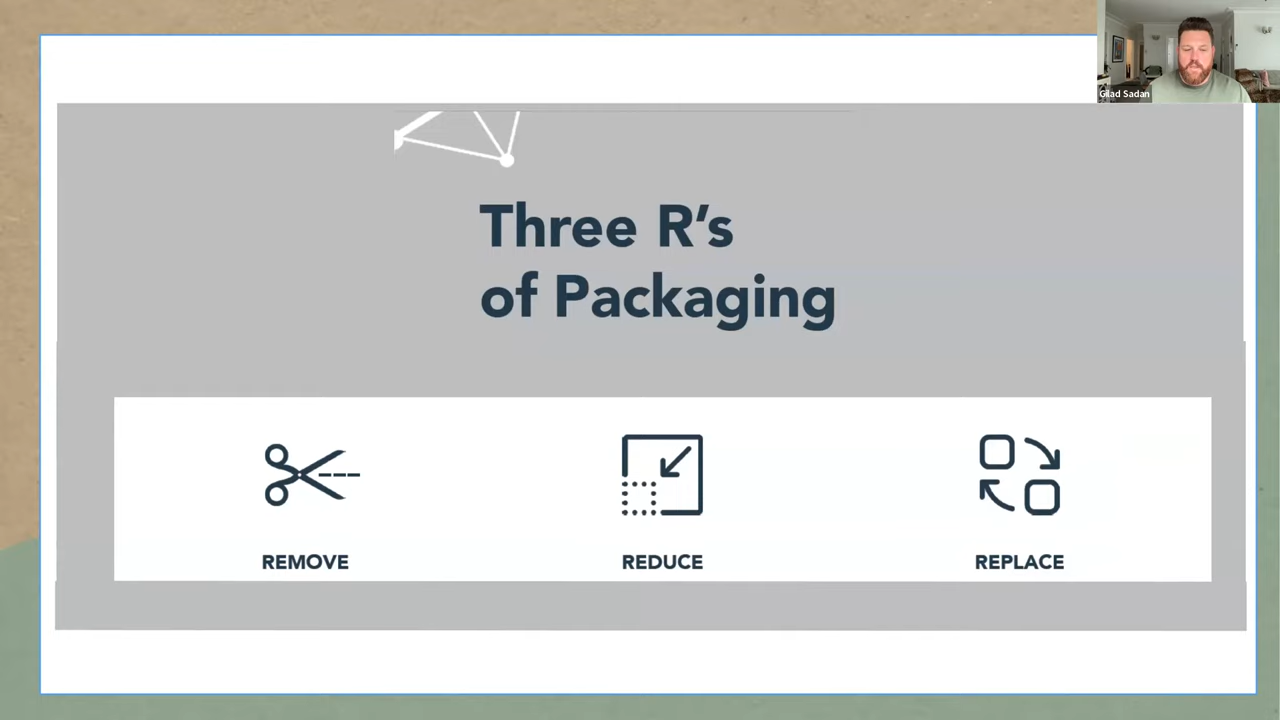 Gilad Sadan
Three R’s
of Packaging
REMOVE
REDUCE
REPLACE